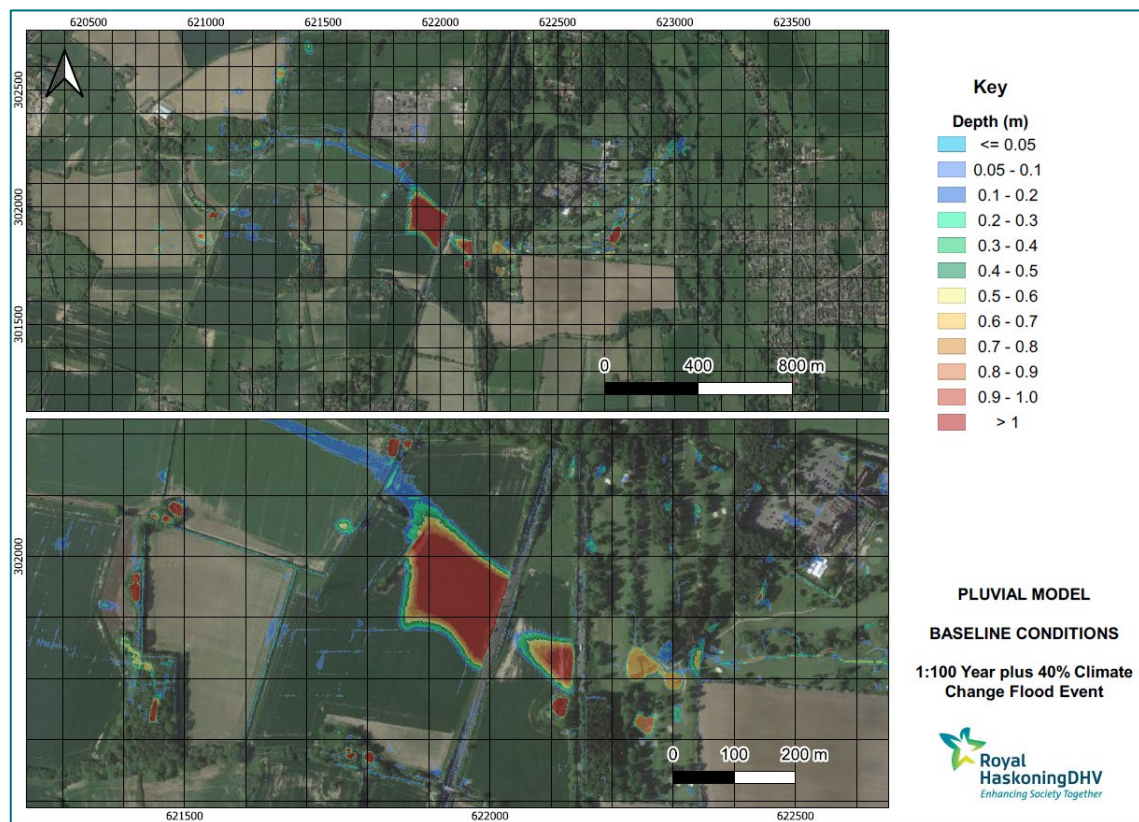 620500 621000 621500 622000 622500 623000 623500
302500
302000
301500
0 400 800 m
302000
0 100 200 m
621500 622000 622500
Key
Depth (m)
<= 0.05
0.05 - 0.1
0.1 - 0.2
0.2 - 0.3
0.3 - 0.4
0.4 - 0.5
0.5 - 0.6
0.6 - 0.7
0.7 - 0.8
0.8 - 0.9
0.9 - 1.0
> 1
PLUVIAL MODEL
BASELINE CONDITIONS
1:100 Year plus 40% Climate
Change Flood Event
Royal
HaskoningDHV
Enhancing Society Together